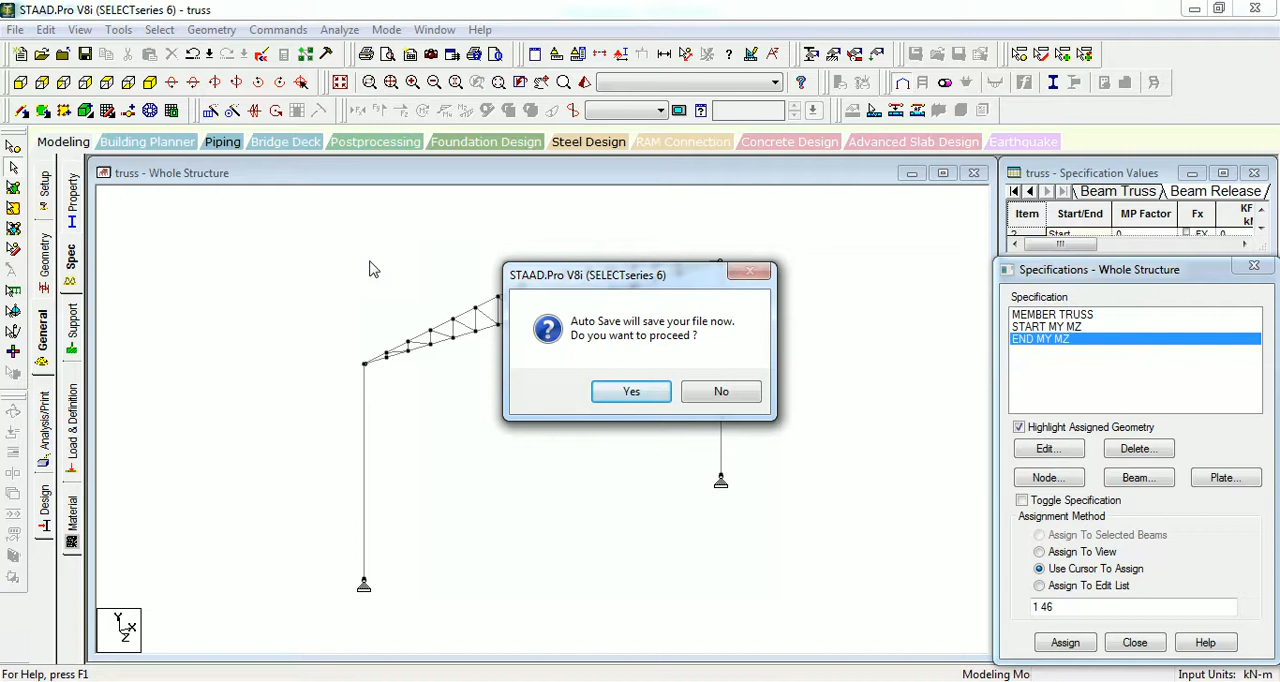 STAAD.Pro V8i (SELECTseries 6) - truss
File Edit View Tools Select Geometry Commands Analyze Mode Window Help
Modeling Building Planner Piping Bridge Deck Postprocessing Foundation Design Steel Design RAM Connection Concrete Design Advanced Slab Design Earthquake
Setup
Geometry
General
Analysis/Print
Design
Property
Spec
Support
Load & Definition
Material
truss - Whole Structure
Y
X
Z
STAAD.Pro V8i (SELECTseries 6)
Auto Save will save your file now.
Do you want to proceed ?
Yes No
truss - Specification Values
Beam Truss Beam Release
Item Start/End MP Factor Fx KF
kN
2 Start 0 FX 0
Specifications - Whole Structure
Specification
MEMBER TRUSS
START MY MZ
END MY MZ
Highlight Assigned Geometry
Edit... Delete...
Node... Beam... Plate...
Toggle Specification
Assignment Method
Assign To Selected Beams
Assign To View
Use Cursor To Assign
Assign To Edit List
1 46
Assign Close Help
For Help, press F1 Modeling Mo Input Units: kN-m